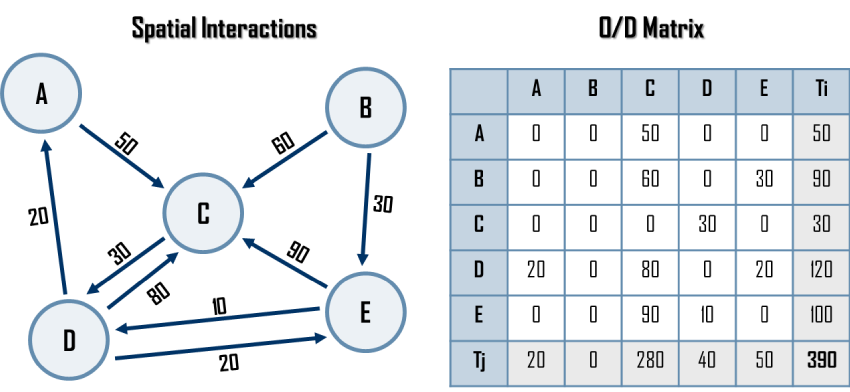 Spatial Interactions
O/D Matrix
A
B
C
D
E
50
60
30
20
30
80
90
10
20
A B C D E Ti
A 0 0 50 0 0 50
B 0 0 60 0 30 90
C 0 0 0 30 0 30
D 20 0 80 0 20 120
E 0 0 90 10 0 100
Tj 20 0 280 40 50 390